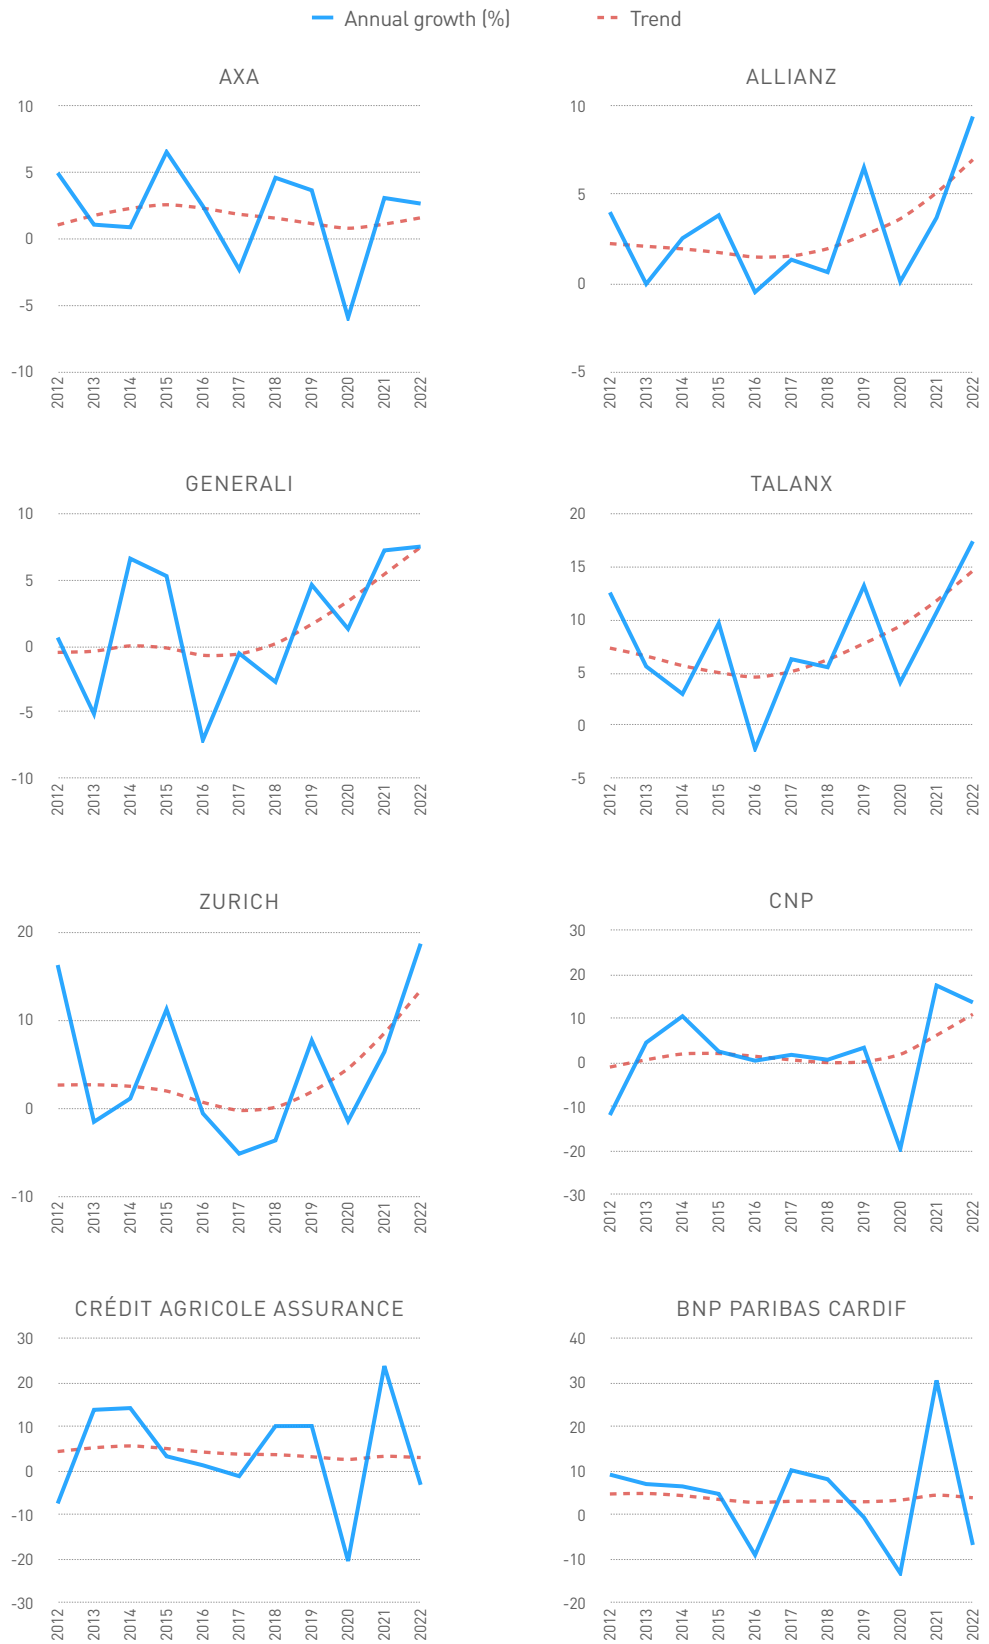 Annual growth (%) Trend
AXA
10
5
0
-5
-10
2012 2013 2014 2015 2016 2017 2018 2019 2020 2021 2022
ALLIANZ
10
5
0
-5
2012 2013 2014 2015 2016 2017 2018 2019 2020 2021 2022
GENERALI
10
5
0
-5
-10
2012 2013 2014 2015 2016 2017 2018 2019 2020 2021 2022
TALANX
20
15
10
5
0
-5
2012 2013 2014 2015 2016 2017 2018 2019 2020 2021 2022
ZURICH
20
10
0
-10
2012 2013 2014 2015 2016 2017 2018 2019 2020 2021 2022
CNP
30
20
10
0
-10
-20
-30
2012 2013 2014 2015 2016 2017 2018 2019 2020 2021 2022
CRÉDIT AGRICOLE ASSURANCE
30
20
10
0
-10
-20
-30
2012 2013 2014 2015 2016 2017 2018 2019 2020 2021 2022
BNP PARIBAS CARDIF
40
30
20
10
0
-10
-20
2012 2013 2014 2015 2016 2017 2018 2019 2020 2021 2022